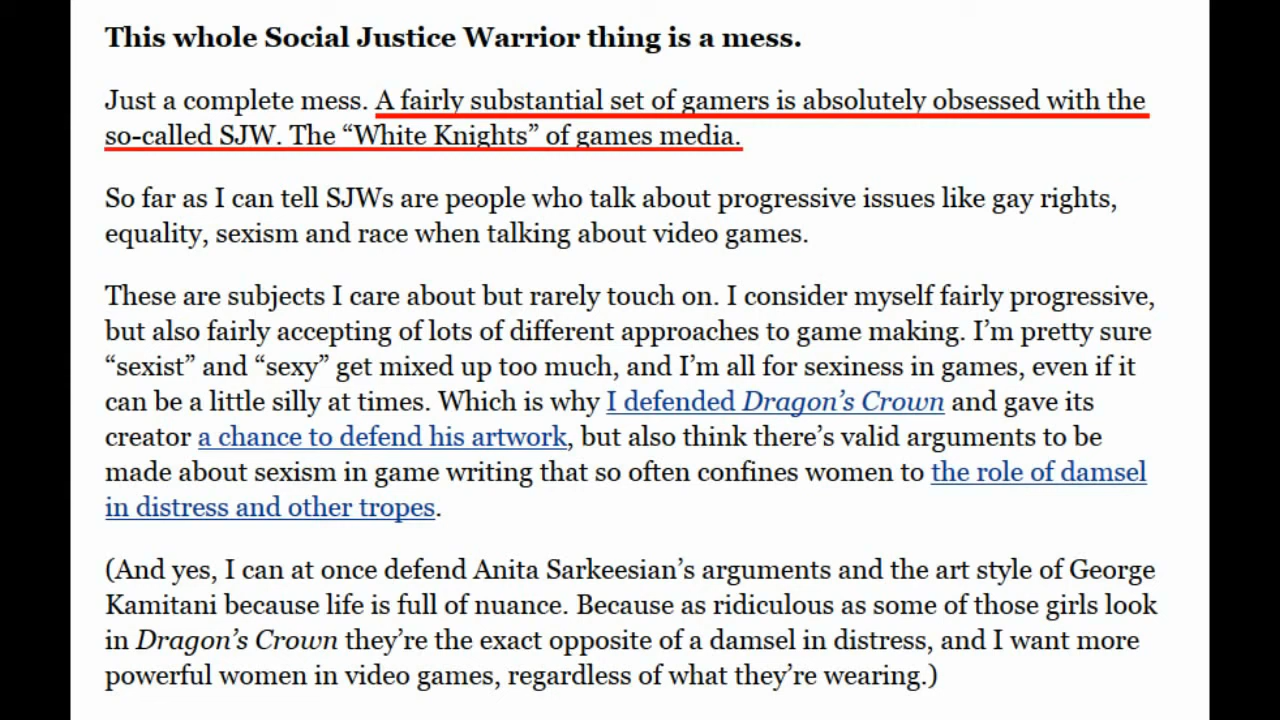 This whole Social Justice Warrior thing is a mess.
Just a complete mess. A fairly substantial set of gamers is absolutely obsessed with the
so-called SJW. The “White Knights” of games media.
So far as I can tell SJWs are people who talk about progressive issues like gay rights,
equality, sexism and race when talking about video games.
These are subjects I care about but rarely touch on. I consider myself fairly progressive,
but also fairly accepting of lots of different approaches to game making. I’m pretty sure
“sexist” and “sexy” get mixed up too much, and I’m all for sexiness in games, even if it
can be a little silly at times. Which is why I defended Dragon’s Crown and gave its
creator a chance to defend his artwork, but also think there’s valid arguments to be
made about sexism in game writing that so often confines women to the role of damsel
in distress and other tropes.
(And yes, I can at once defend Anita Sarkeesian’s arguments and the art style of George
Kamitani because life is full of nuance. Because as ridiculous as some of those girls look
in Dragon’s Crown they’re the exact opposite of a damsel in distress, and I want more
powerful women in video games, regardless of what they’re wearing.)